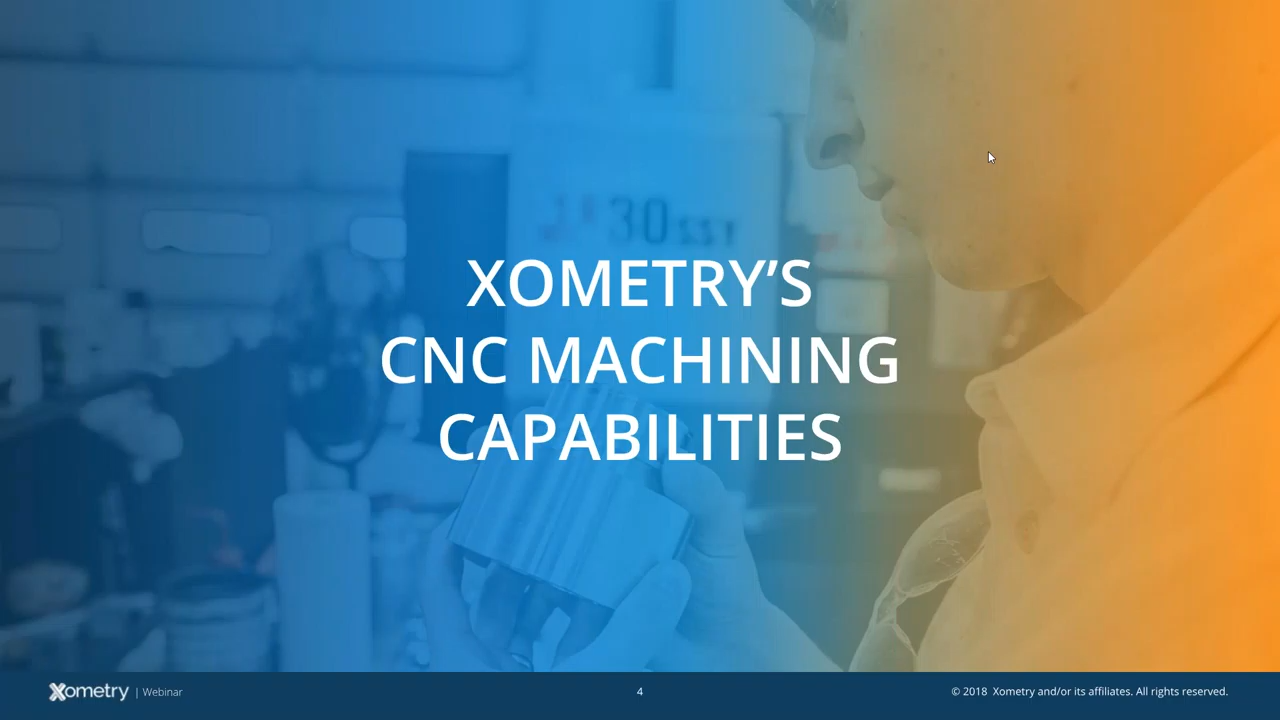 XOMETRY’S
CNC MACHINING
CAPABILITIES
Xometry | Webinar
4
© 2018 Xometry and/or its affiliates. All rights reserved.